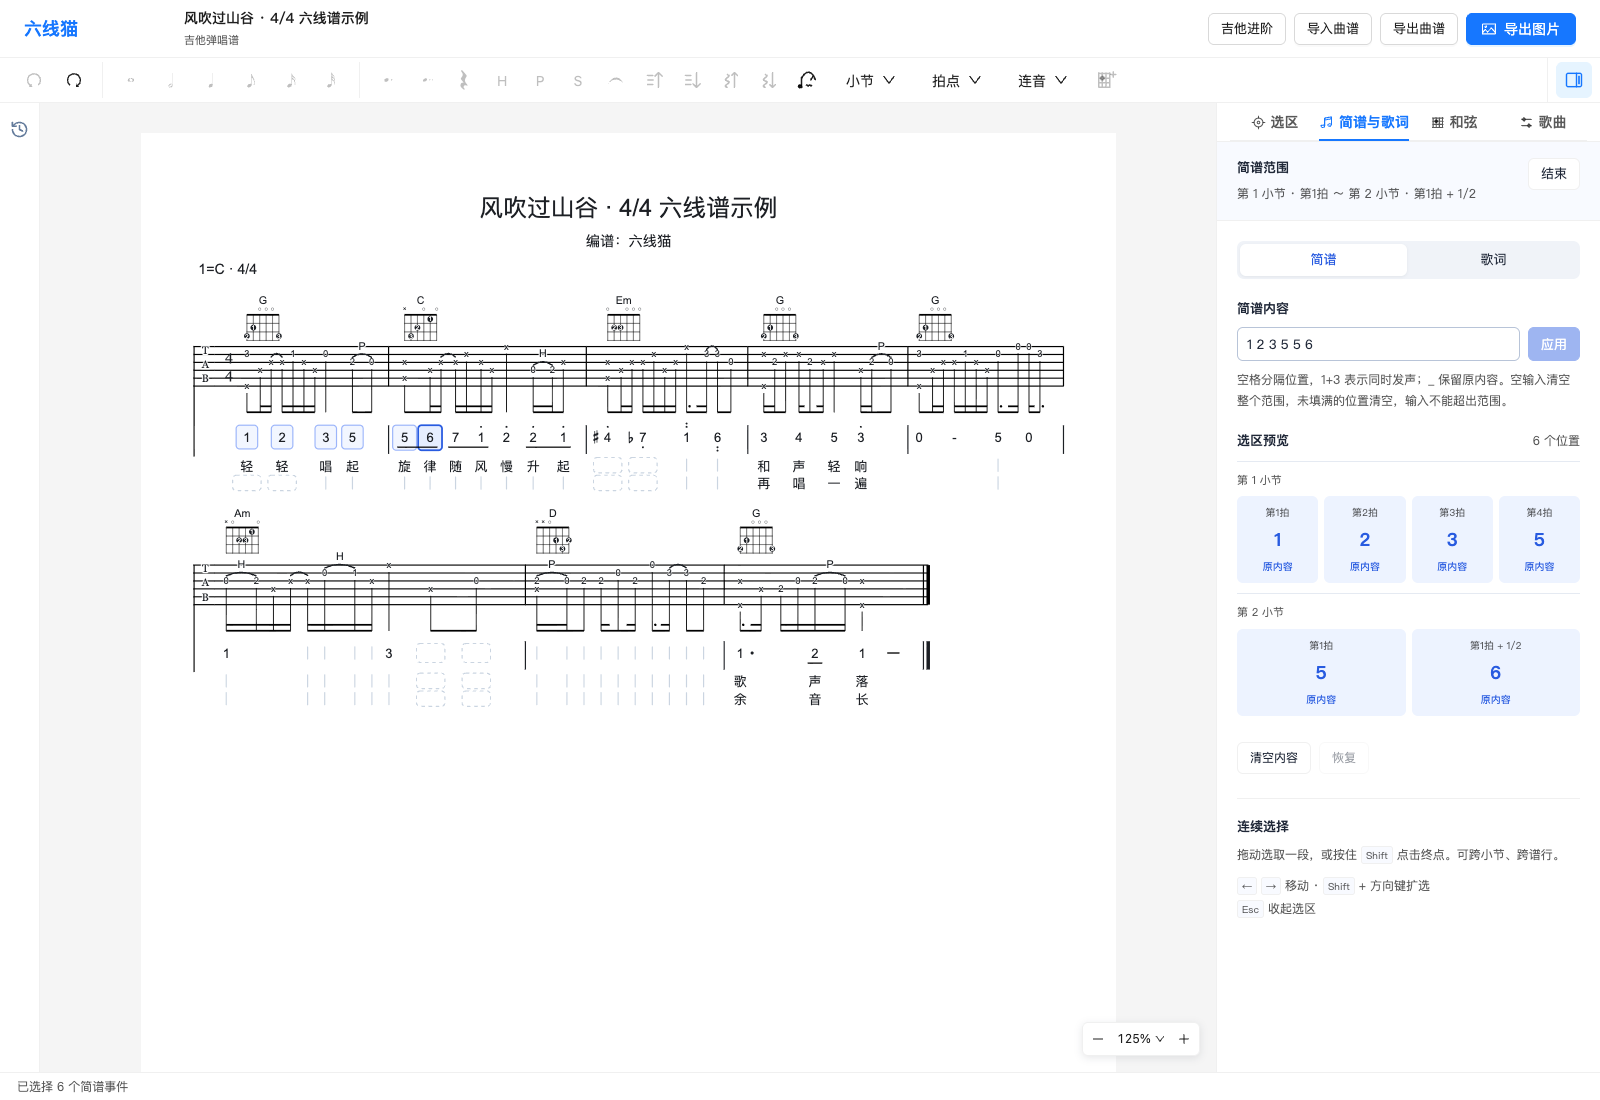 六线猫
风吹过山谷 · 4/4 六线谱示例
吉他弹唱谱
吉他进阶 导入曲谱 导出曲谱 导出图片
H P S 小节 拍点 连音
选区 简谱与歌词 和弦 歌曲
简谱范围
第 1 小节 · 第1拍 ～ 第 2 小节 · 第1拍 + 1/2
结束
简谱 歌词
简谱内容
1 2 3 5 5 6
应用
空格分隔位置，1+3 表示同时发声；_ 保留原内容。空输入清空
整个范围，未填满的位置清空，输入不能超出范围。
选区预览 6 个位置
第 1 小节
第1拍 第2拍 第3拍 第4拍
1 2 3 5
原内容 原内容 原内容 原内容
第 2 小节
第1拍 第1拍 + 1/2
5 6
原内容 原内容
清空内容 恢复
连续选择
拖动选取一段，或按住 Shift 点击终点。可跨小节、跨谱行。
← → 移动 · Shift + 方向键扩选
Esc 收起选区
风吹过山谷 · 4/4 六线谱示例
编谱：六线猫
1=C · 4/4
G C Em G G
T A B 4 4 P H P
1 2 3 5 5 6 7 1 2 2 1 ♯4 ♭7 1 6 3 4 5 3 0 - 5 0
轻 轻 唱 起 旋 律 随 风 慢 升 起 和 声 轻 响
再 唱 一 遍
Am D G
T A B H H P P
1 3 1 · 2 1 —
歌 声 落
余 音 长
125%
已选择 6 个简谱事件